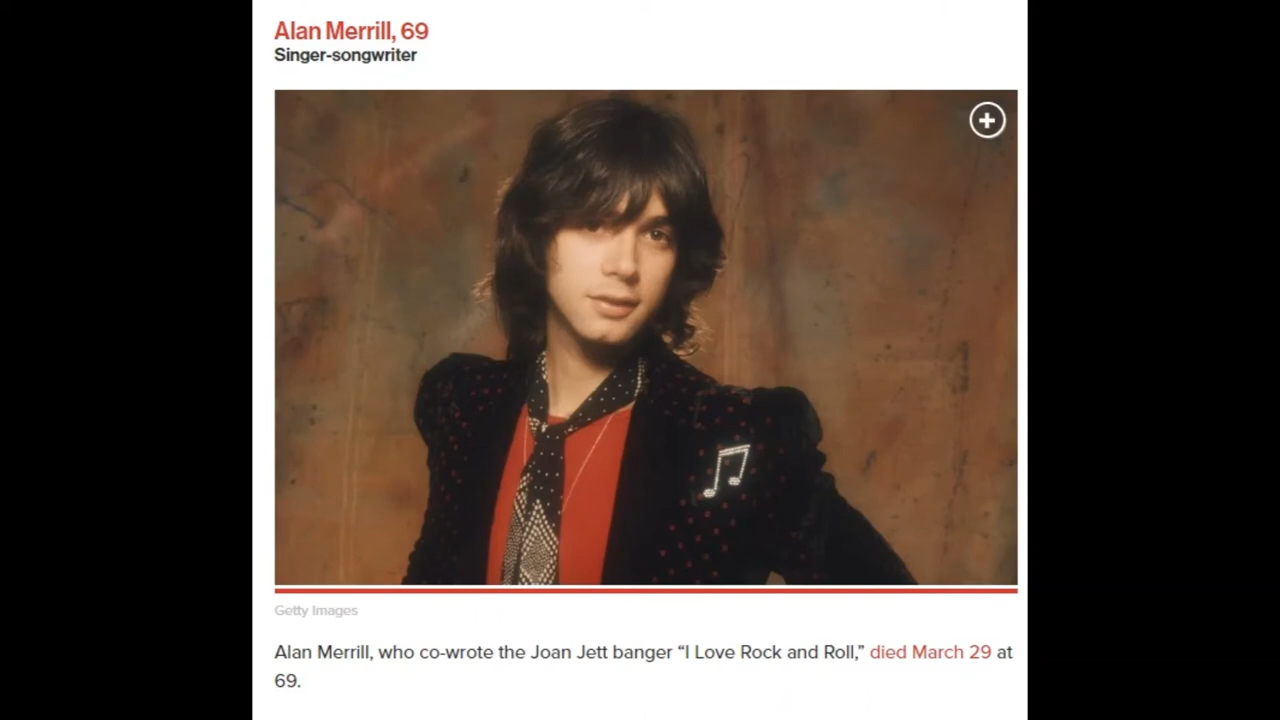 Alan Merrill, 69
Singer-songwriter
Getty Images
Alan Merrill, who co-wrote the Joan Jett banger “I Love Rock and Roll,” died March 29 at
69.